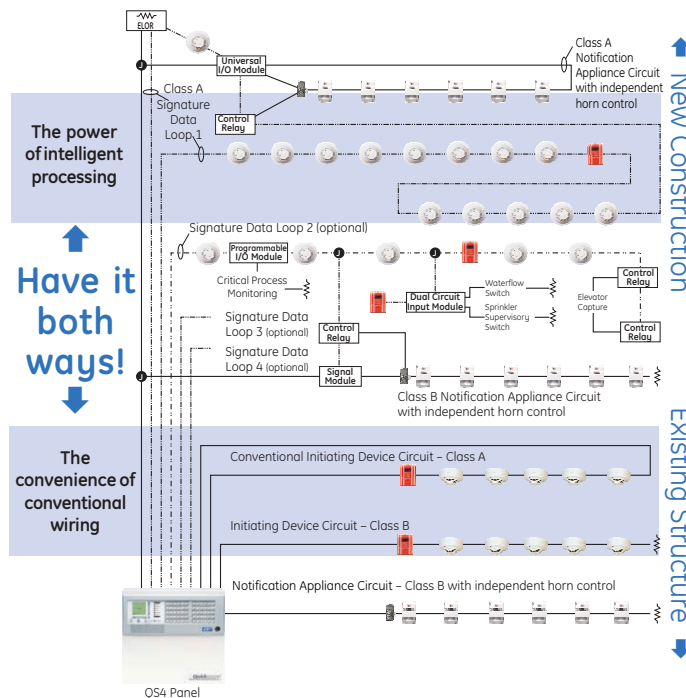 ELOR
Universal
I/O Module
Class A
Notification
Appliance Circuit
with independent
horn control
Class A
Signature
Data
Loop 1
Control
Relay
The power
of intelligent
processing
New Construction
Signature Data Loop 2 (optional)
Programmable
I/O Module
Critical Process
Monitoring
Dual Circuit
Input Module
Waterflow
Switch
Sprinkler
Supervisory
Switch
Elevator
Capture
Control
Relay
Control
Relay
Have it
both
ways!
Signature Data
Loop 3 (optional)
Signature Data
Loop 4 (optional)
Control
Relay
Signal
Module
Class B Notification Appliance Circuit
with independent horn control
The
convenience of
conventional
wiring
Conventional Initiating Device Circuit – Class A
Initiating Device Circuit – Class B
Existing Structure
Notification Appliance Circuit – Class B with independent horn control
QS4 Panel